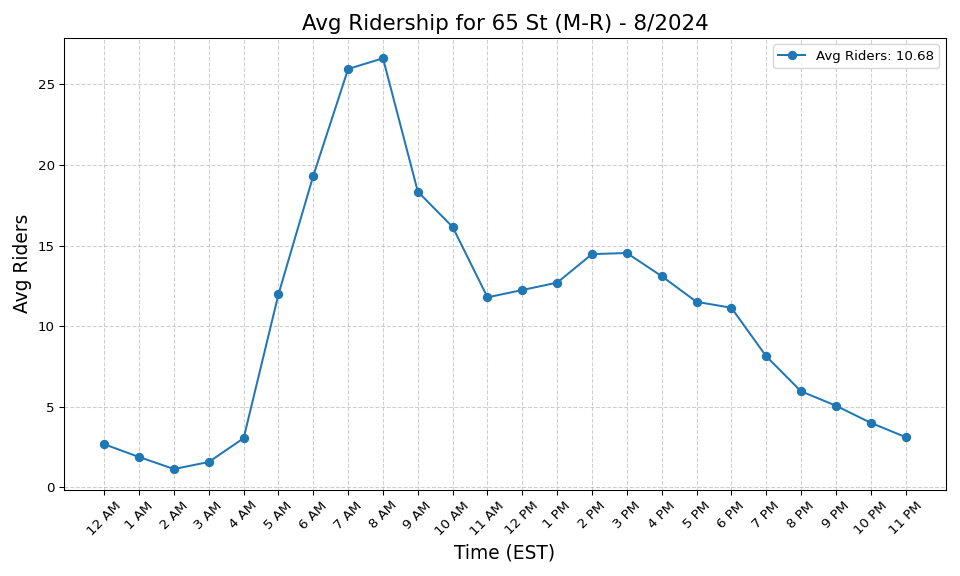 Avg Ridership for 65 St (M-R) - 8/2024
Avg Riders: 10.68
Avg Riders
25
20
15
10
5
0
12 AM
1 AM
2 AM
3 AM
4 AM
5 AM
6 AM
7 AM
8 AM
9 AM
10 AM
11 AM
12 PM
1 PM
2 PM
3 PM
4 PM
5 PM
6 PM
7 PM
8 PM
9 PM
10 PM
11 PM
Time (EST)